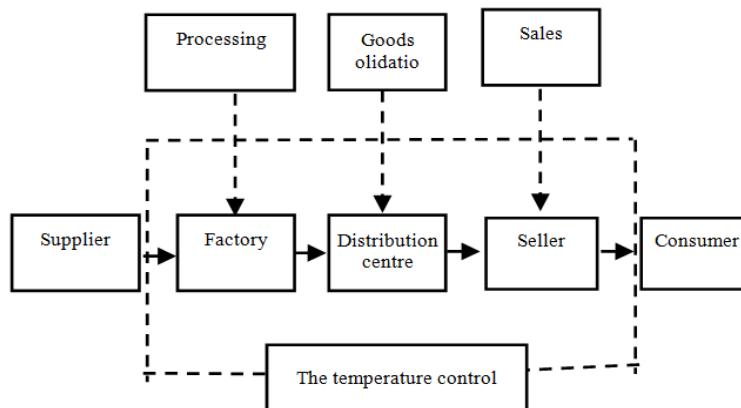 Processing
Goods
olidatio
Sales
Supplier
Factory
Distribution
centre
Seller
Consumer
The temperature control